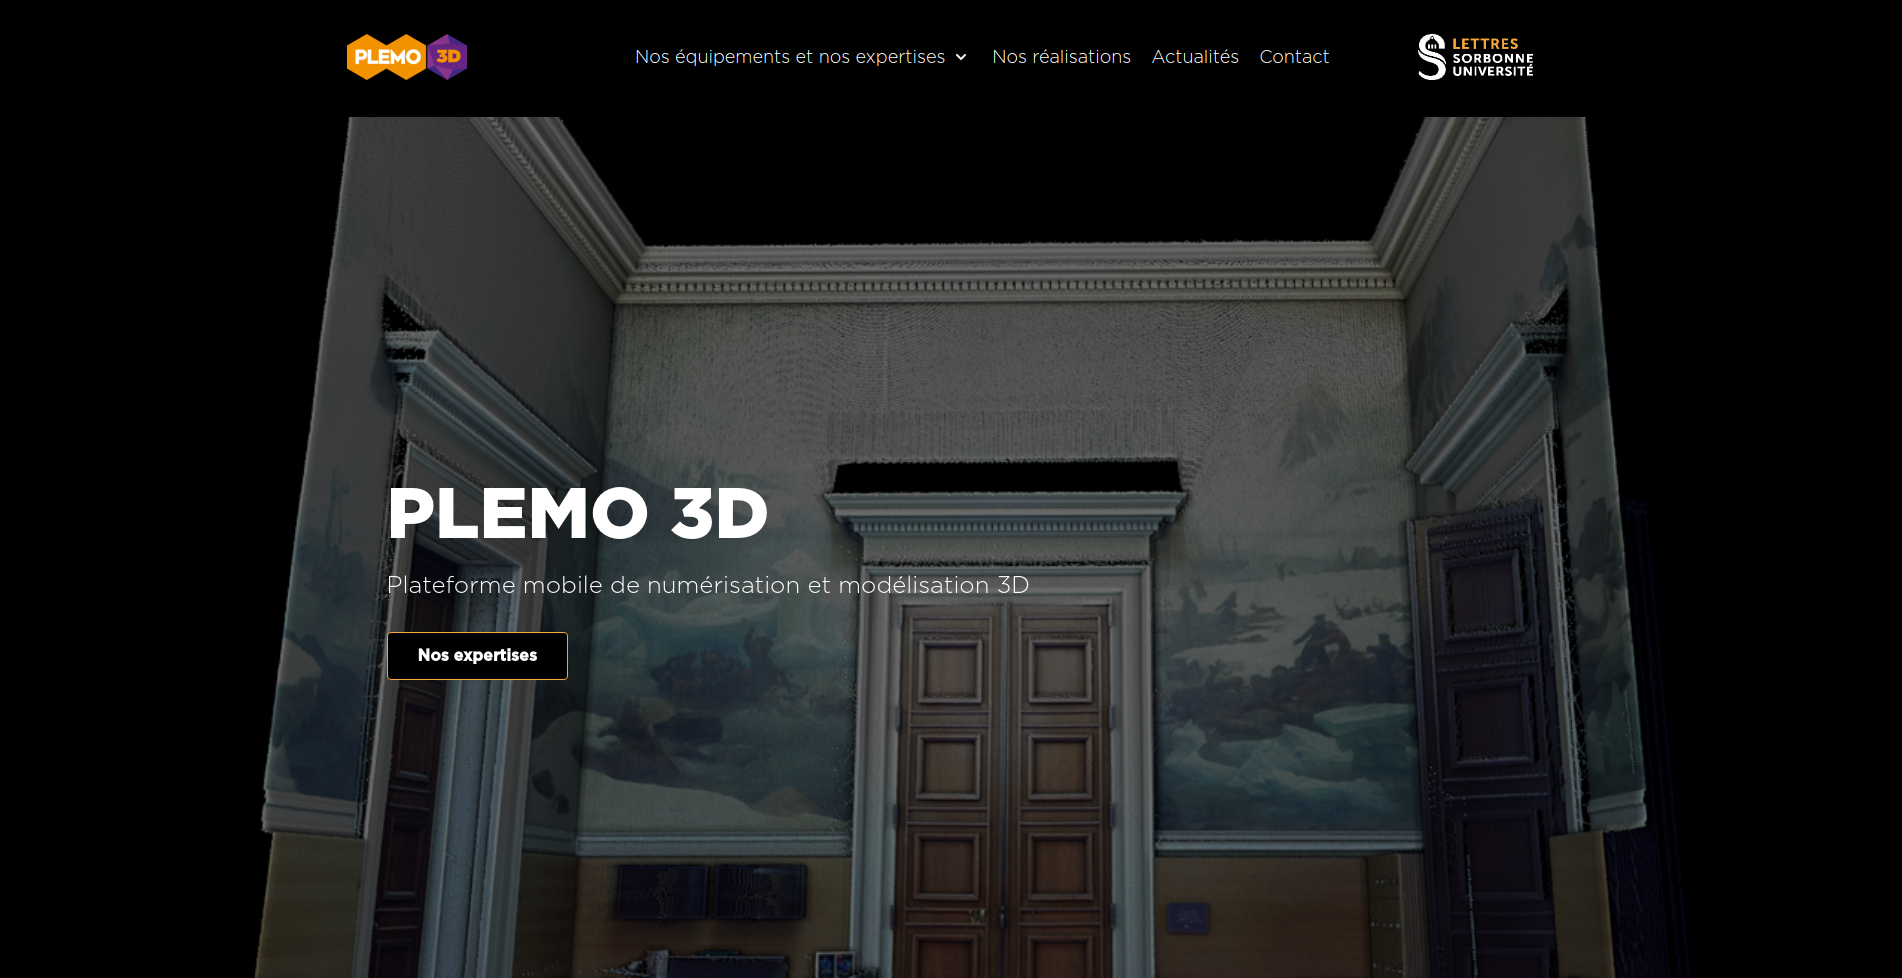 PLEMO 3D
Nos équipements et nos expertises
Nos réalisations
Actualités
Contact
LETTRES
SORBONNE
UNIVERSITÉ
PLEMO 3D
Plateforme mobile de numérisation et modélisation 3D
Nos expertises